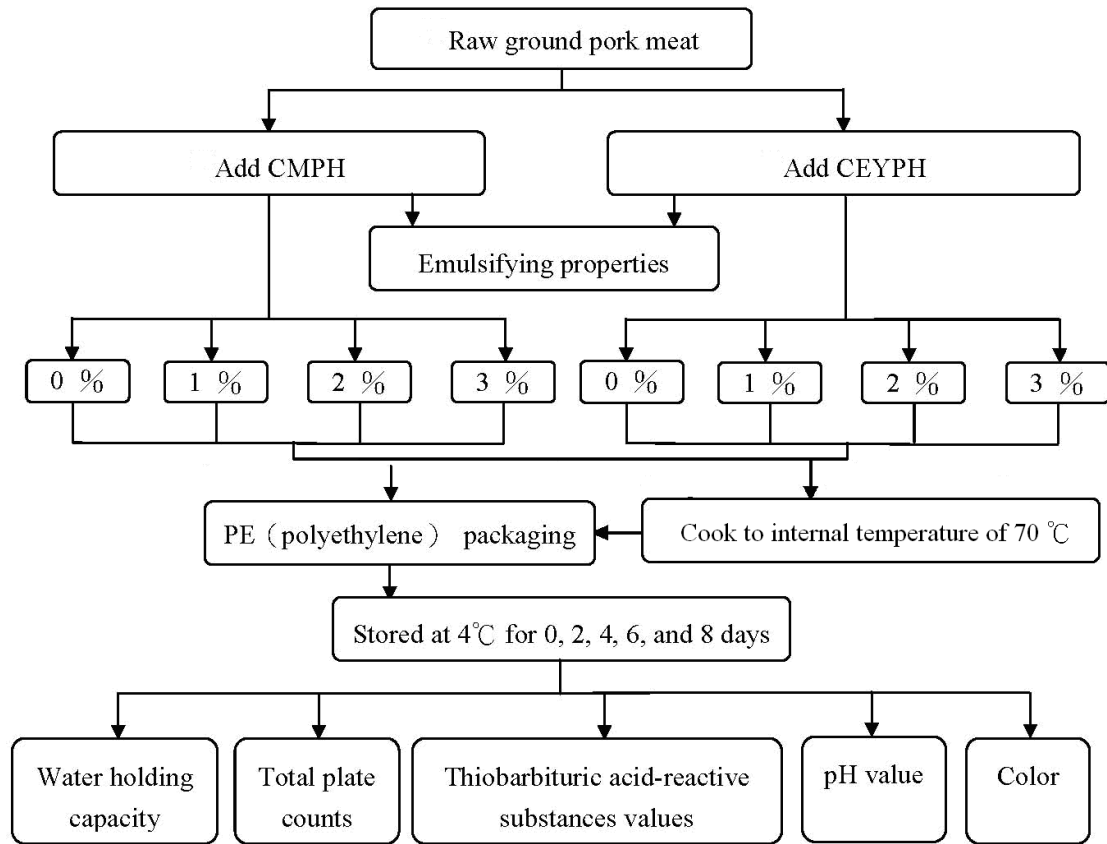 Raw ground pork meat
Add CMPH
Add CEYPH
Emulsifying properties
0 %
1 %
2 %
3 %
0 %
1 %
2 %
3 %
PE（polyethylene） packaging
Cook to internal temperature of 70 ℃
Stored at 4℃ for 0, 2, 4, 6, and 8 days
Water holding
capacity
Total plate
counts
Thiobarbituric acid-reactive
substances values
pH value
Color